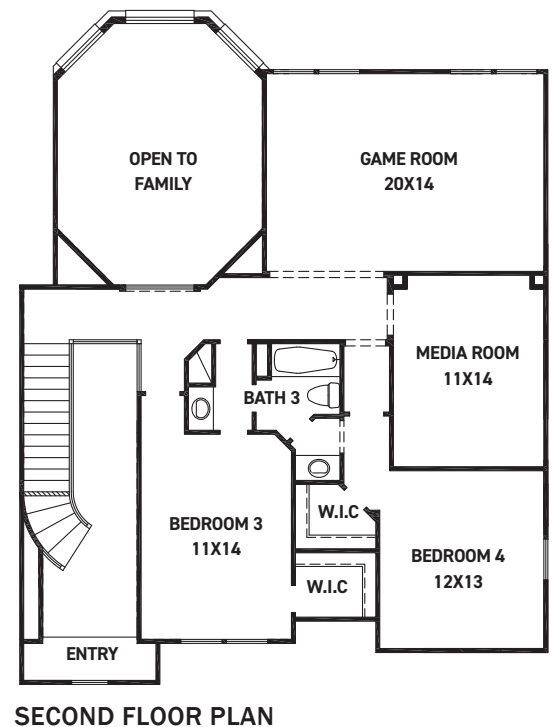 OPEN TO
FAMILY
GAME ROOM
20X14
MEDIA ROOM
11X14
BATH 3
W.I.C
BEDROOM 3
11X14
BEDROOM 4
12X13
W.I.C
ENTRY
SECOND FLOOR PLAN